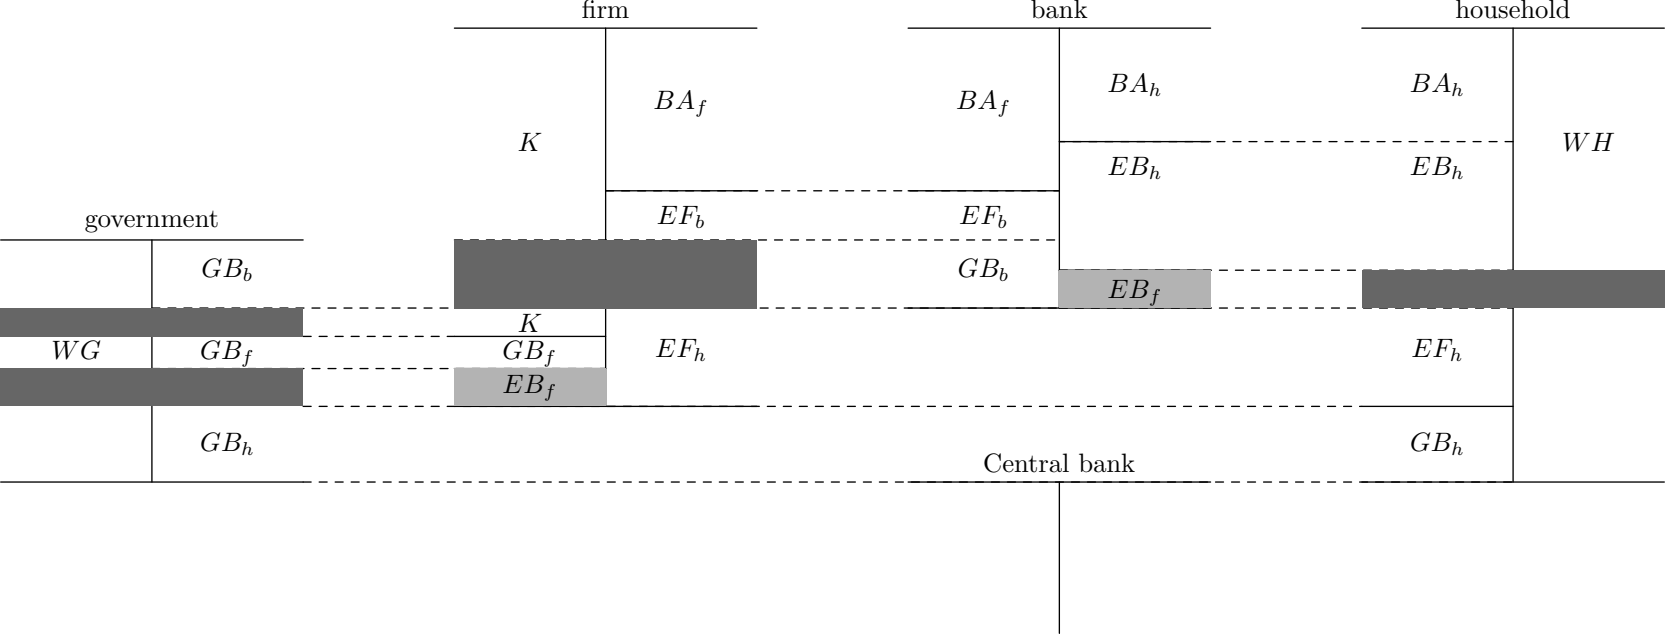 firm
bank
household
$BA_h$
$BA_h$
$BA_f$
$BA_f$
$K$
$WH$
$EB_h$
$EB_h$
government
$EF_b$
$EF_b$
$GB_b$
$GB_b$
$EB_f$
$K$
$WG$
$GB_f$
$GB_f$
$EF_h$
$EF_h$
$EB_f$
$GB_h$
$GB_h$
Central bank